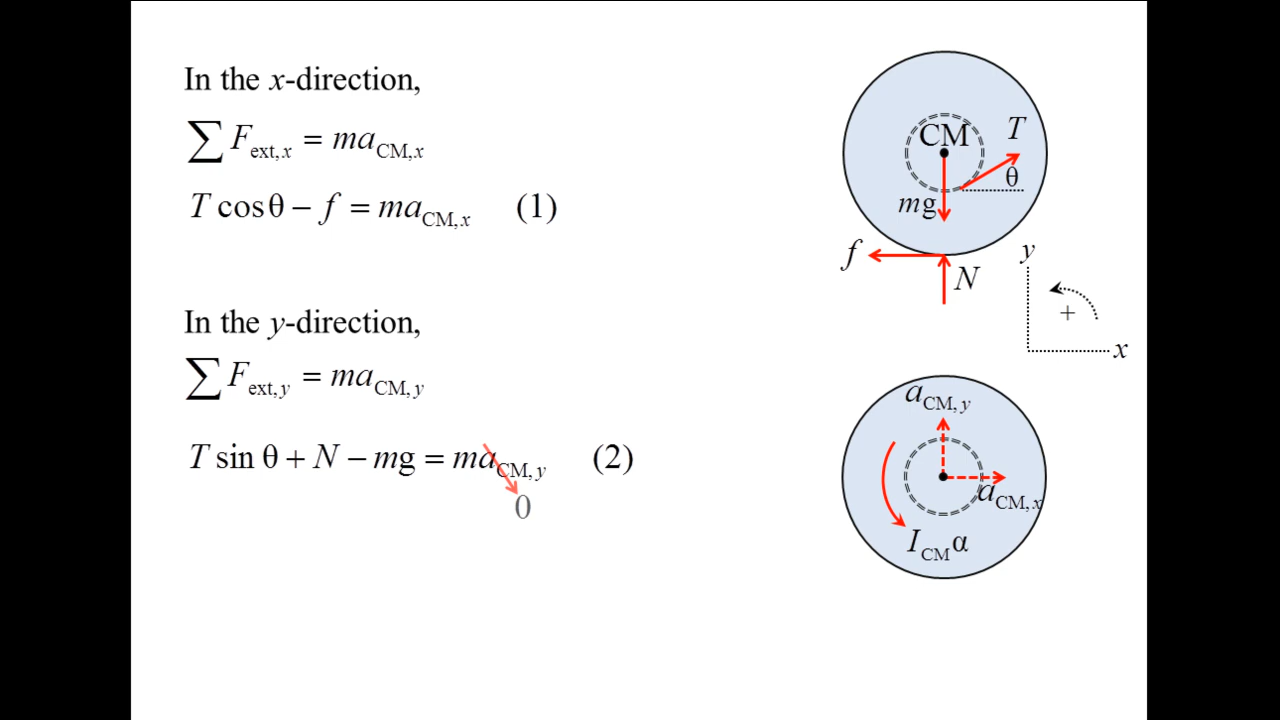 In the x-direction,
∑ F_ext,x = ma_CM,x
T cosθ − f = ma_CM,x (1)
In the y-direction,
∑ F_ext,y = ma_CM,y
T sin θ + N − mg = ma_CM,y (2)
0
CM
T
θ
mg
f
N
y
+
x
a_CM,y
a_CM,x
I_CM α